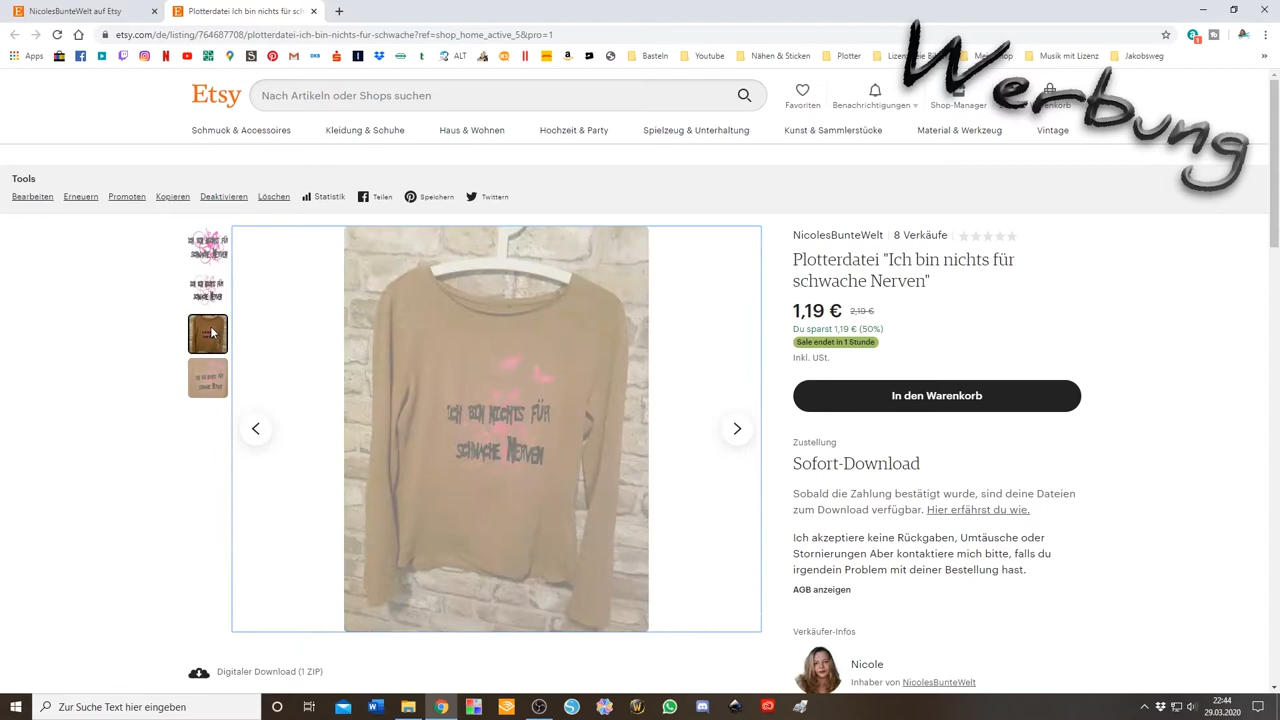 NicolesBunteWelt auf Etsy
Plotterdatei "Ich bin nichts für sch
etsy.com/de/listing/764687708/plotterdatei-ich-bin-nichts-fur-schwache?ref=shop_home_active_5&pro=1
Apps
ALT
Basteln
Youtube
Nähen & Sticken
Plotter
Musik mit Lizenz
Jakobsweg
Werbung
Etsy
Nach Artikeln oder Shops suchen
Favoriten
Benachrichtigungen
Shop-Manager
Schmuck & Accessoires
Kleidung & Schuhe
Haus & Wohnen
Hochzeit & Party
Spielzeug & Unterhaltung
Kunst & Sammlerstücke
Material & Werkzeug
Vintage
Tools
Bearbeiten
Erneuern
Promoten
Kopieren
Deaktivieren
Löschen
Statistik
Teilen
Speichern
Twittern
ICH BIN NICHTS FÜR
SCHWACHE NERVEN
NicolesBunteWelt
8 Verkäufe
Plotterdatei "Ich bin nichts für
schwache Nerven"
1,19 € 2,19 €
Du sparst 1,19 € (50%)
Sale endet in 1 Stunde
Inkl. USt.
In den Warenkorb
Zustellung
Sofort-Download
Sobald die Zahlung bestätigt wurde, sind deine Dateien
zum Download verfügbar. Hier erfährst du wie.
Ich akzeptiere keine Rückgaben, Umtäusche oder
Stornierungen Aber kontaktiere mich bitte, falls du
irgendein Problem mit deiner Bestellung hast.
AGB anzeigen
Verkäufer-Infos
Nicole
Inhaber von NicolesBunteWelt
Digitaler Download (1 ZIP)
Zur Suche Text hier eingeben
22:44
29.03.2020